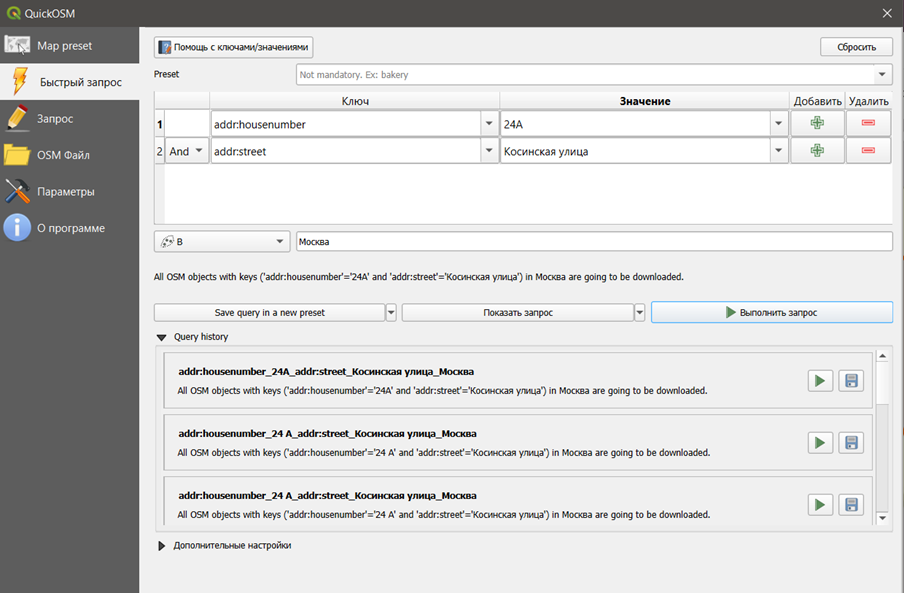 QuickOSM
Map preset
Быстрый запрос
Запрос
OSM Файл
Параметры
О программе
Помощь с ключами/значениями
Сбросить
Preset
Not mandatory. Ex: bakery
Ключ Значение Добавить Удалить
1 addr:housenumber 24А
2 And addr:street Косинская улица
В Москва
All OSM objects with keys ('addr:housenumber'='24А' and 'addr:street'='Косинская улица') in Москва are going to be downloaded.
Save query in a new preset Показать запрос Выполнить запрос
Query history
addr:housenumber_24А_addr:street_Косинская улица_Москва
All OSM objects with keys ('addr:housenumber'='24А' and 'addr:street'='Косинская улица') in Москва are going to be downloaded.
addr:housenumber_24 А_addr:street_Косинская улица_Москва
All OSM objects with keys ('addr:housenumber'='24 А' and 'addr:street'='Косинская улица') in Москва are going to be downloaded.
addr:housenumber_24 А_addr:street_Косинская улица_Москва
All OSM objects with keys ('addr:housenumber'='24 А' and 'addr:street'='Косинская улица') in Москва are going to be downloaded.
Дополнительные настройки